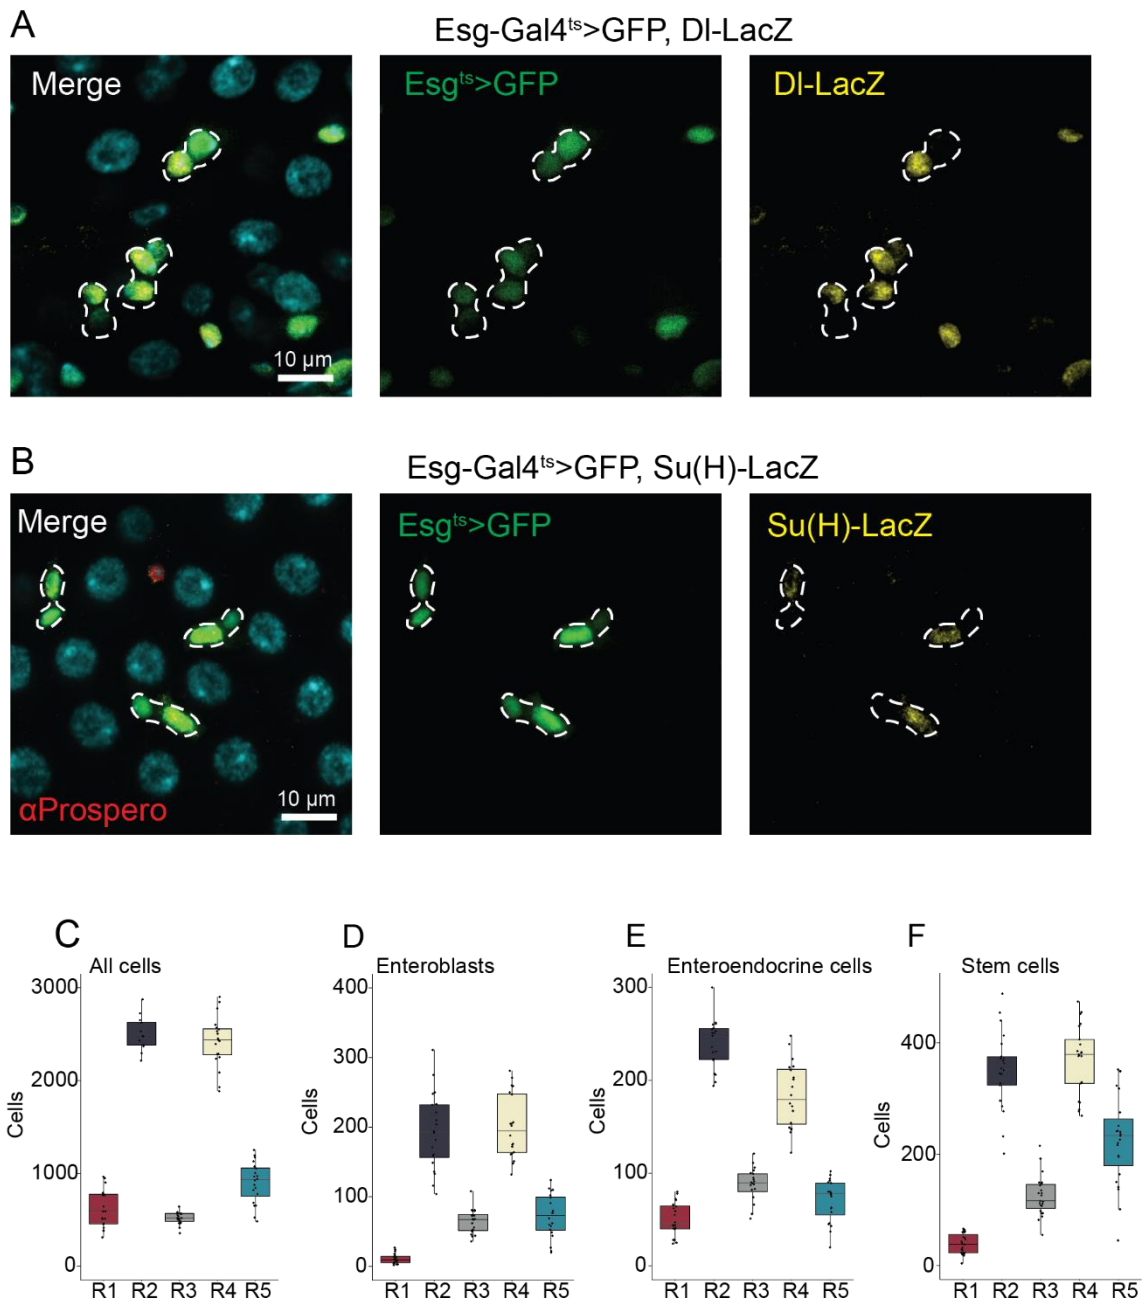 A
Esg-Gal4ts>GFP, Dl-LacZ
Merge
Esgts>GFP
Dl-LacZ
10 µm
B
Esg-Gal4ts>GFP, Su(H)-LacZ
Merge
Esgts>GFP
Su(H)-LacZ
αProspero
10 µm
C
All cells
Cells
3000
2000
1000
0
R1 R2 R3 R4 R5
D
Enteroblasts
Cells
400
300
200
100
0
R1 R2 R3 R4 R5
E
Enteroendocrine cells
Cells
300
200
100
0
R1 R2 R3 R4 R5
F
Stem cells
Cells
400
200
0
R1 R2 R3 R4 R5